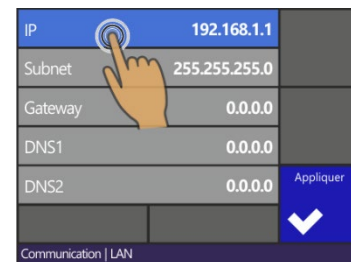 IP 192.168.1.1
Subnet 255.255.255.0
Gateway 0.0.0.0
DNS1 0.0.0.0
DNS2 0.0.0.0
Appliquer
Communication | LAN